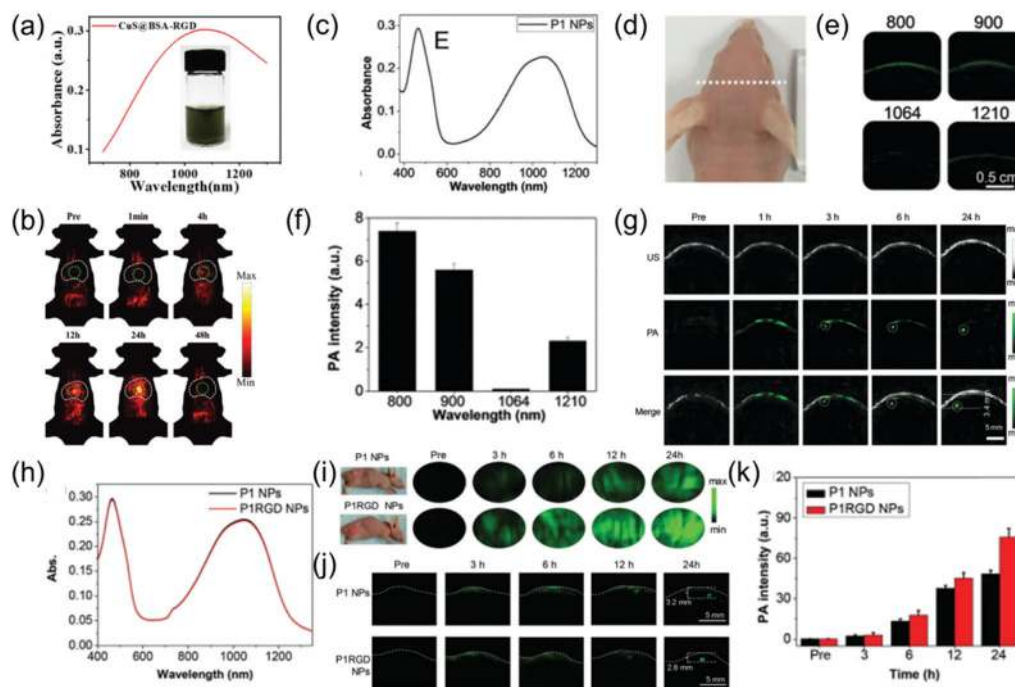 (a)
CuS@BSA-RGD
Absorbance (a.u.)
0.3
0.2
0.1
800 1000 1200
Wavelength(nm)
(b)
Pre 1min 4h
12h 24h 48h
Max
Min
(c)
P1 NPs
E
Absorbance
0.3
0.2
0.1
0.0
400 600 800 1000 1200
Wavelength (nm)
(d)
(e)
800 900
1064 1210
0.5 cm
(f)
PA intensity (a.u.)
8
6
4
2
0
800 900 1064 1210
Wavelength (nm)
(g)
Pre 1 h 3 h 6 h 24 h
US
PA
Merge
3.4 mm
5 mm
(h)
P1 NPs
P1RGD NPs
Abs.
0.30
0.25
0.20
0.15
0.10
0.05
0.00
400 600 800 1000 1200
Wavelength (nm)
(i)
P1 NPs
Pre 3 h 6 h 12 h 24h
P1RGD NPs
max
min
(j)
Pre 3 h 6 h 12 h 24h
P1 NPs
3.2 mm
5 mm
P1RGD
NPs
2.8 mm
5 mm
(k)
P1 NPs
P1RGD NPs
PA intensity (a.u.)
120
90
60
30
0
Pre 3 6 12 24
Time (h)